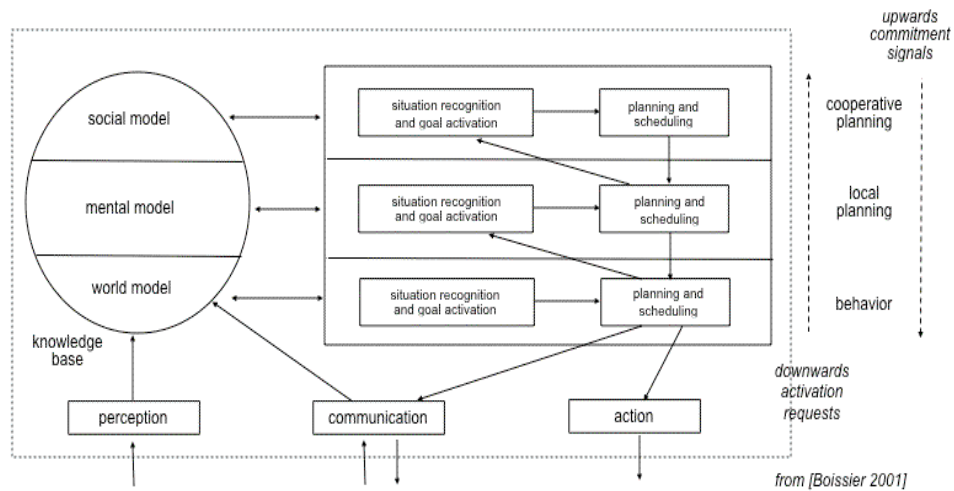 upwards
commitment
signals
social model
situation recognition
and goal activation
planning and
scheduling
cooperative
planning
mental model
situation recognition
and goal activation
planning and
scheduling
local
planning
world model
situation recognition
and goal activation
planning and
scheduling
behavior
knowledge
base
downwards
activation
requests
perception
communication
action
from [Boissier 2001]